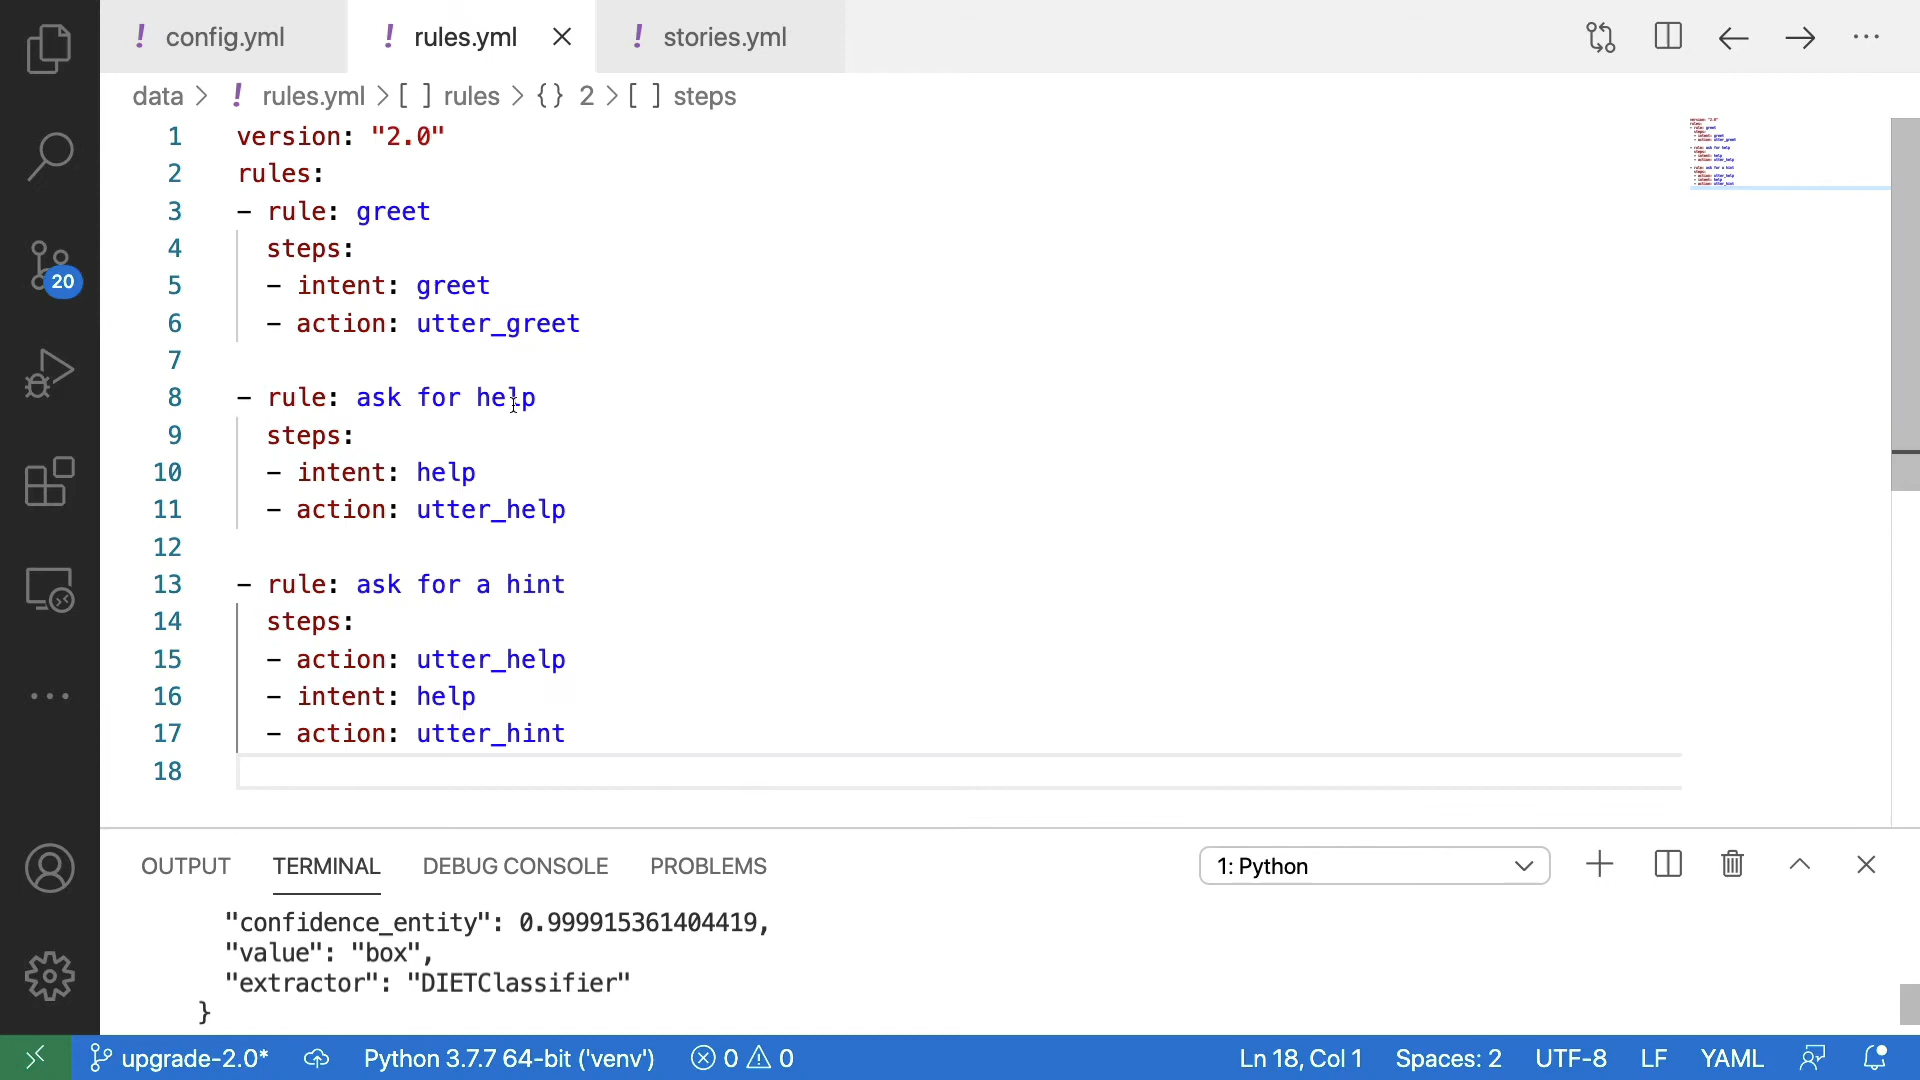 ! config.yml
! rules.yml
! stories.yml
data > ! rules.yml > [ ] rules > {} 2 > [ ] steps
1 version: "2.0"
2 rules:
3 - rule: greet
4 steps:
5 - intent: greet
6 - action: utter_greet
7
8 - rule: ask for help
9 steps:
10 - intent: help
11 - action: utter_help
12
13 - rule: ask for a hint
14 steps:
15 - action: utter_help
16 - intent: help
17 - action: utter_hint
18
20
OUTPUT TERMINAL DEBUG CONSOLE PROBLEMS 1: Python
"confidence_entity": 0.999915361404419,
"value": "box",
"extractor": "DIETClassifier"
}
upgrade-2.0* Python 3.7.7 64-bit ('venv') 0 0 Ln 18, Col 1 Spaces: 2 UTF-8 LF YAML